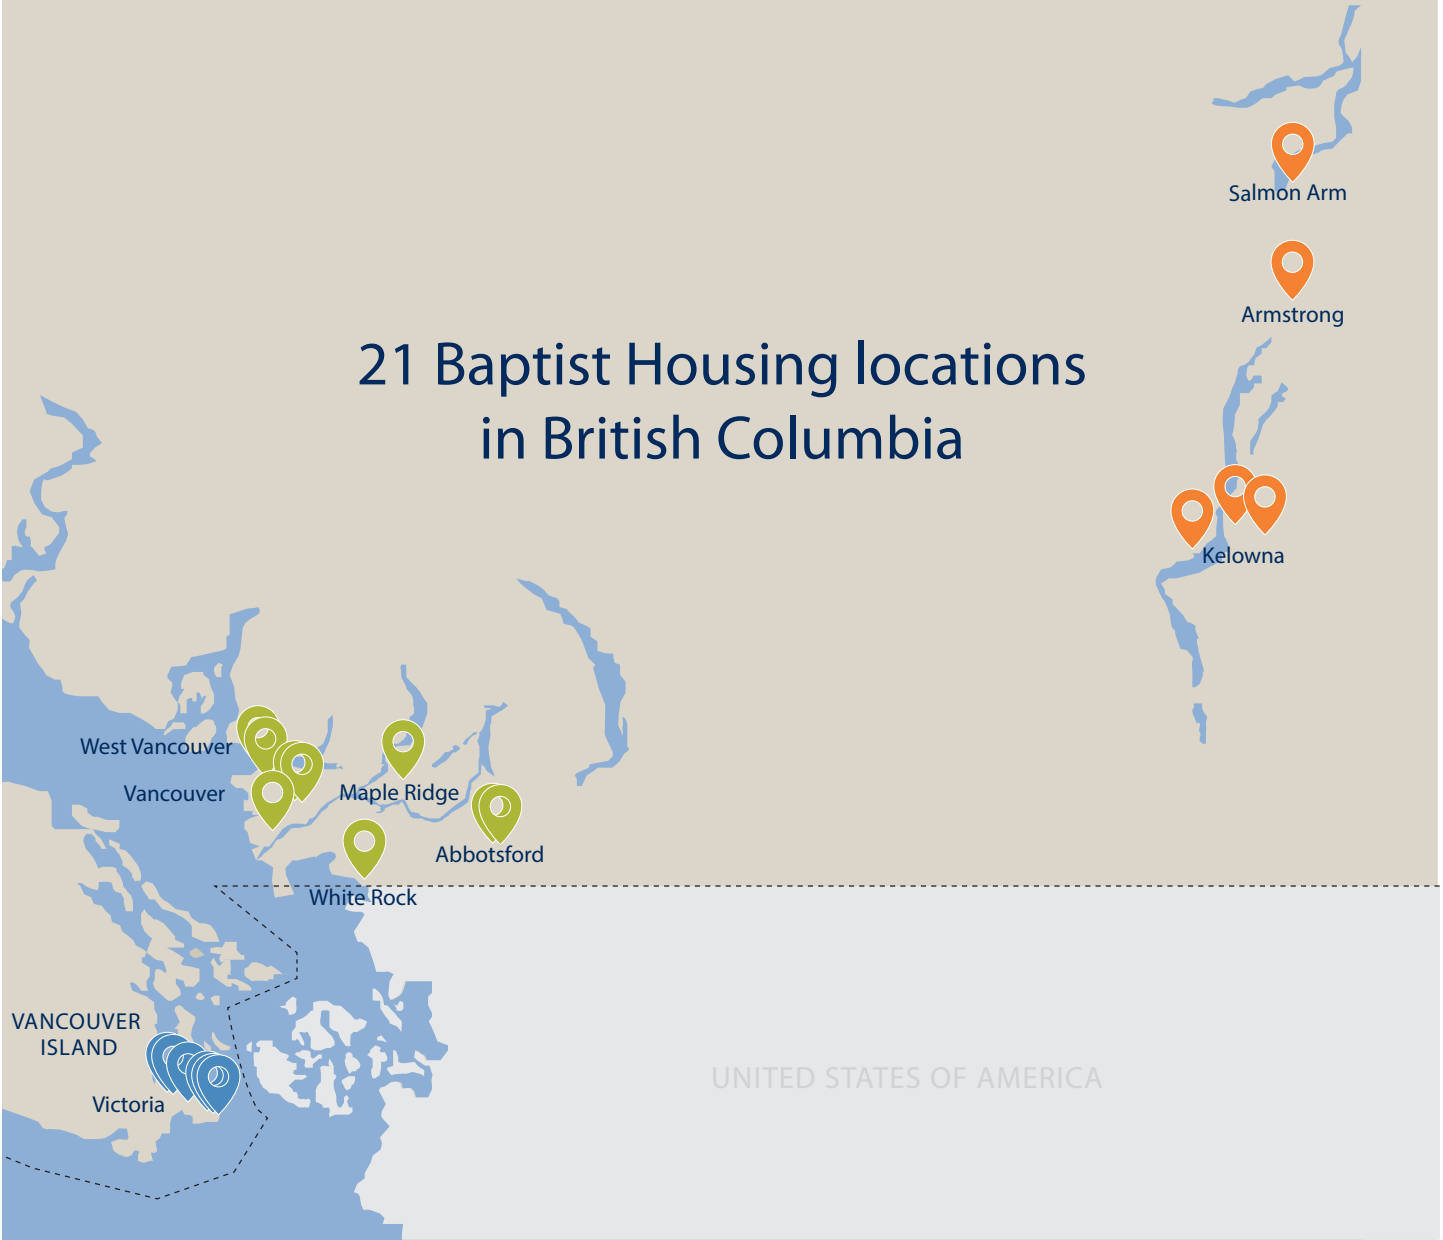 Salmon Arm
Armstrong
21 Baptist Housing locations
in British Columbia
Kelowna
West Vancouver
Vancouver
Maple Ridge
Abbotsford
White Rock
VANCOUVER
ISLAND
Victoria
UNITED STATES OF AMERICA